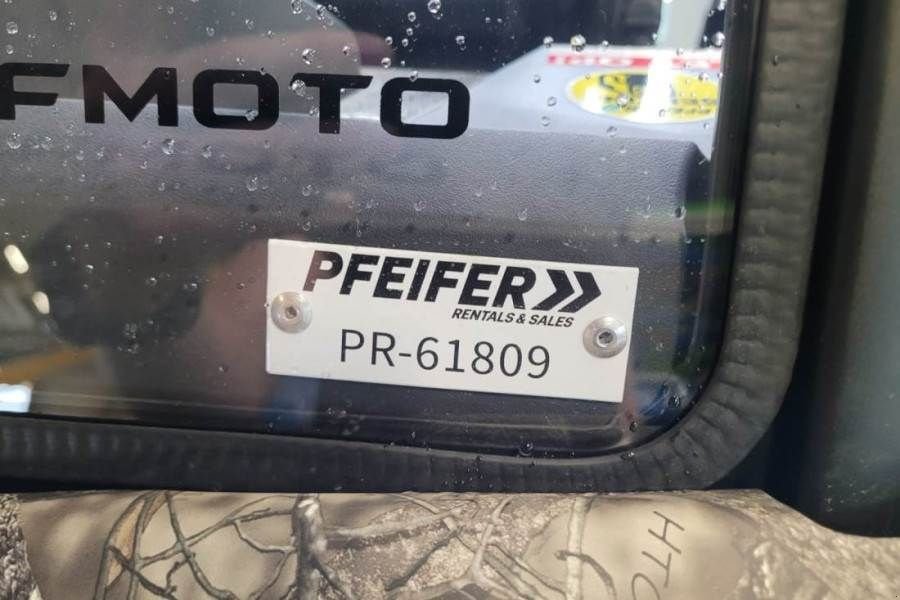 FMOTO
PFEIFER
RENTALS & SALES
PR-61809